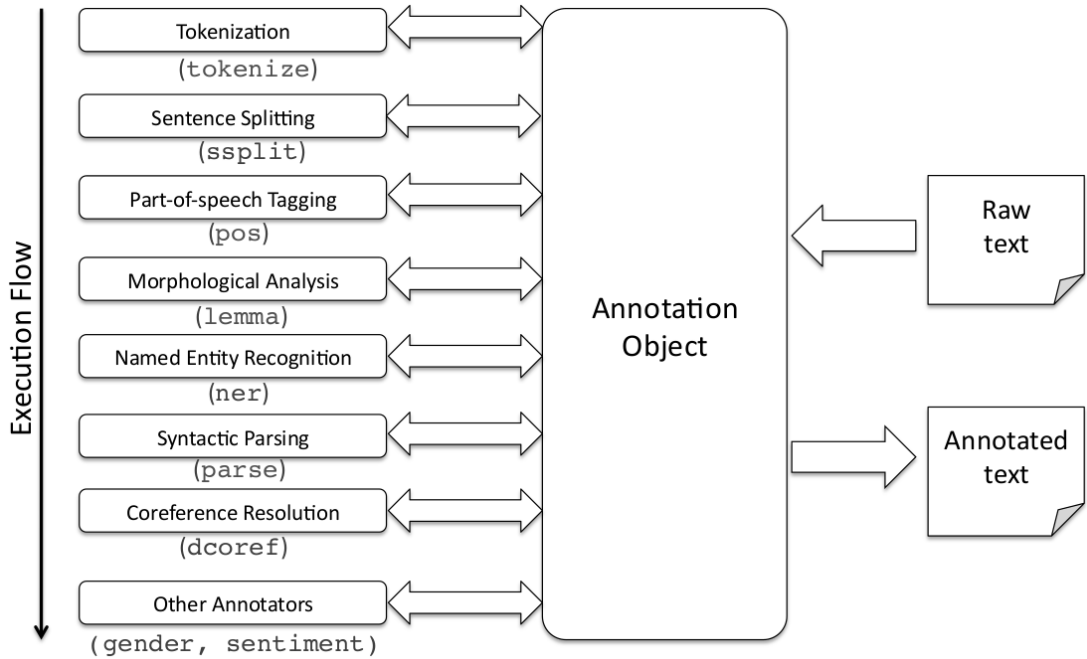 Execution Flow
Tokenization
(tokenize)
Sentence Splitting
(ssplit)
Part-of-speech Tagging
(pos)
Morphological Analysis
(lemma)
Named Entity Recognition
(ner)
Syntactic Parsing
(parse)
Coreference Resolution
(dcoref)
Other Annotators
(gender, sentiment)
Annotation
Object
Raw
text
Annotated
text